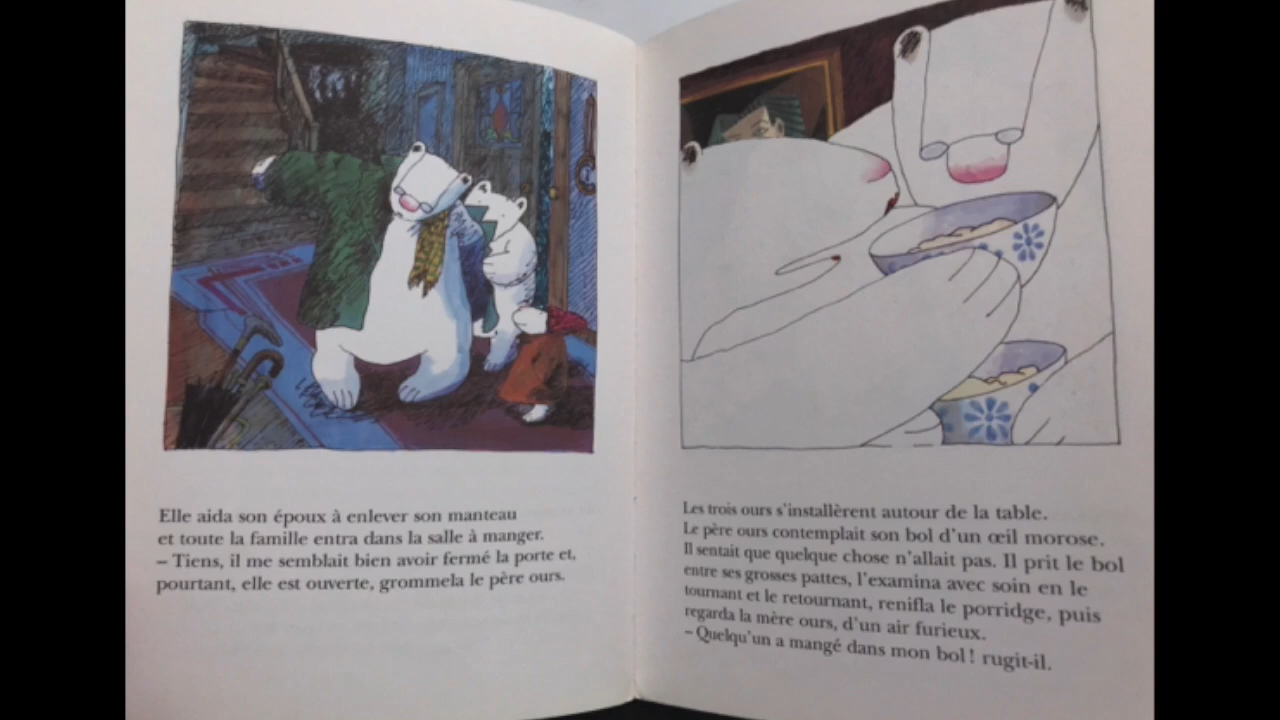 Elle aida son époux à enlever son manteau
et toute la famille entra dans la salle à manger.
– Tiens, il me semblait bien avoir fermé la porte et,
pourtant, elle est ouverte, grommela le père ours.
Les trois ours s'installèrent autour de la table.
Le père ours contemplait son bol d'un œil morose.
Il sentait que quelque chose n'allait pas. Il prit le bol
entre ses grosses pattes, l'examina avec soin en le
tournant et le retournant, renifla le porridge, puis
regarda la mère ours, d'un air furieux.
– Quelqu'un a mangé dans mon bol ! rugit-il.